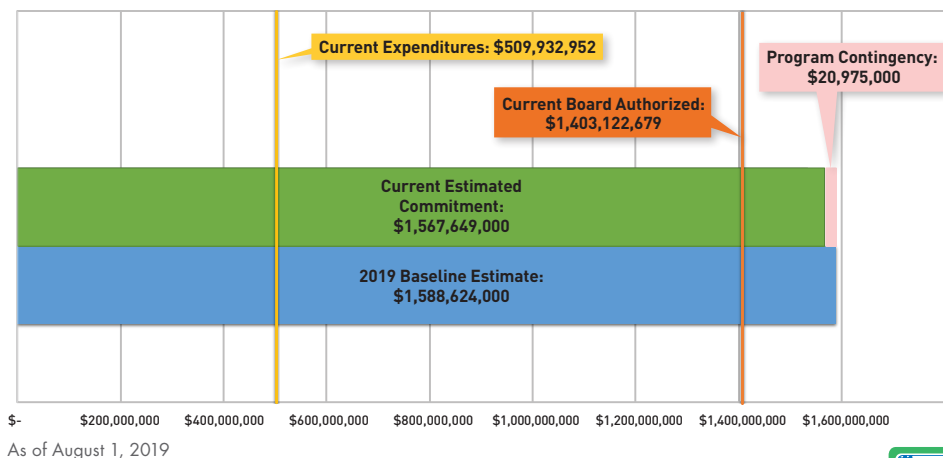 Current Expenditures: $509,932,952
Program Contingency:
$20,975,000
Current Board Authorized:
$1,403,122,679
Current Estimated
Commitment:
$1,567,649,000
2019 Baseline Estimate:
$1,588,624,000
$-
$200,000,000
$400,000,000
$600,000,000
$800,000,000
$1,000,000,000
$1,200,000,000
$1,400,000,000
$1,600,000,000
As of August 1, 2019